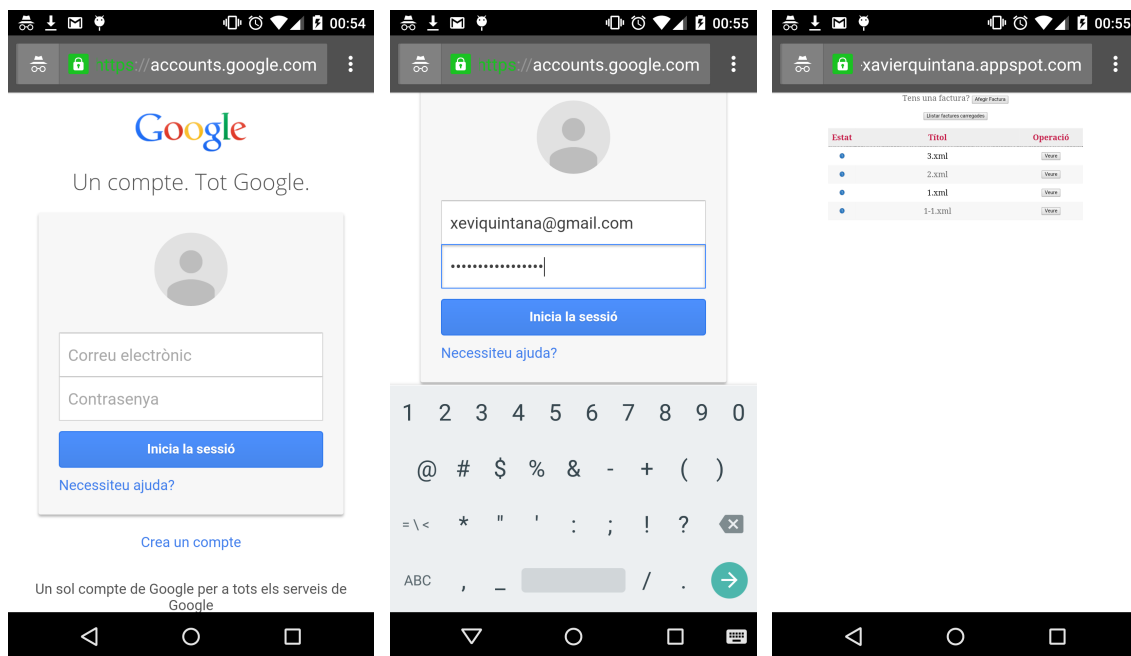 00:54
https://accounts.google.com
Google
Un compte. Tot Google.
Correu electrònic
Contrasenya
Inicia la sessió
Necessiteu ajuda?
Crea un compte
Un sol compte de Google per a tots els serveis de
Google
00:55
https://accounts.google.com
xeviquintana@gmail.com
•••••••••••••••••
Inicia la sessió
Necessiteu ajuda?
1 2 3 4 5 6 7 8 9 0
@ # $ % & - + ( )
= \ < * " ' : ; ! ?
ABC , _ / .
00:55
xavierquintana.appspot.com
Tens una factura? Afegir Factura
Llistar factures carregades
Estat Títol Operació
3.xml Veure
2.xml Veure
1.xml Veure
1-1.xml Veure